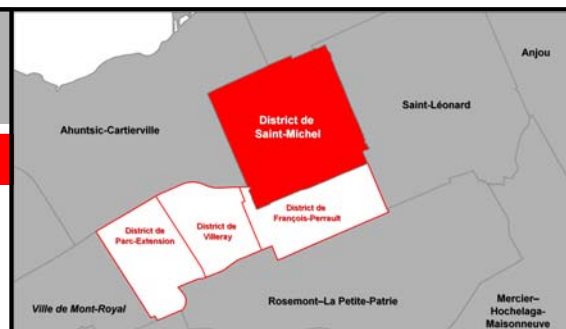 Anjou
District de
Saint-Michel
Saint-Léonard
Ahuntsic-Cartierville
District de
François-Perrault
District de
Villeray
District de
Parc-Extension
Ville de Mont-Royal
Rosemont–La Petite-Patrie
Mercier–
Hochelaga-
Maisonneuve